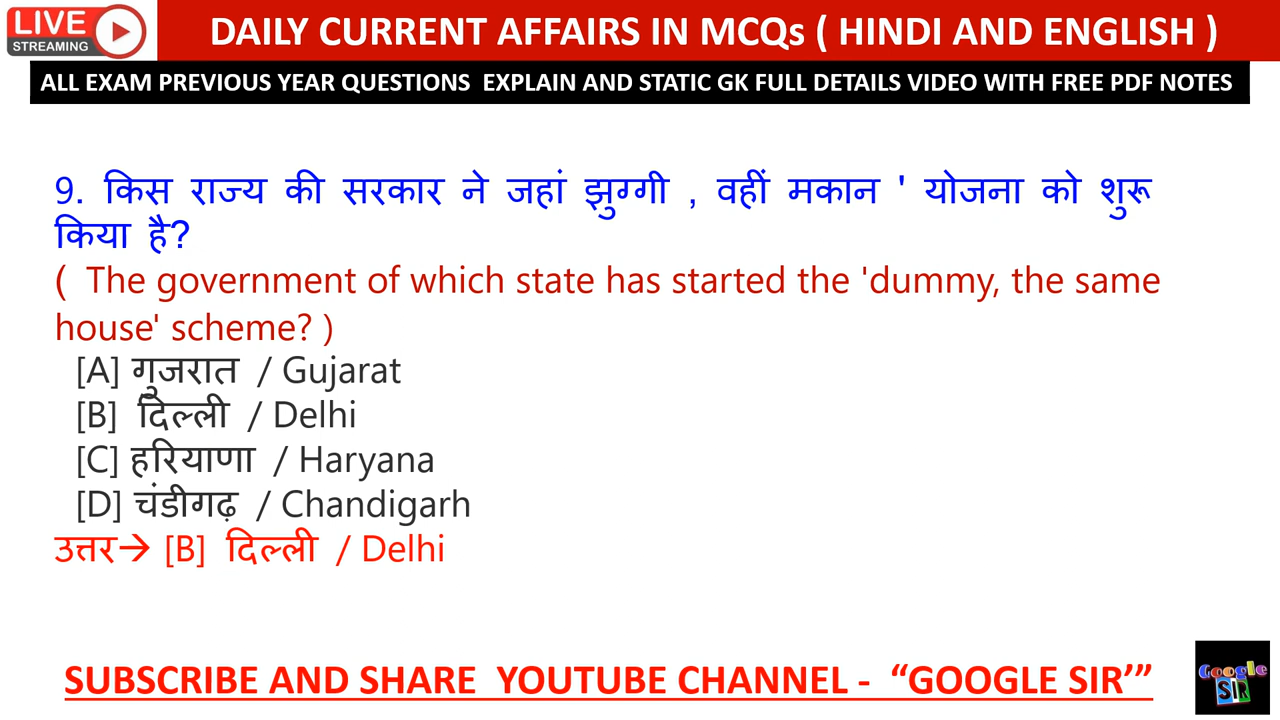 LIVE
STREAMING
DAILY CURRENT AFFAIRS IN MCQs ( HINDI AND ENGLISH )
ALL EXAM PREVIOUS YEAR QUESTIONS EXPLAIN AND STATIC GK FULL DETAILS VIDEO WITH FREE PDF NOTES
9. किस राज्य की सरकार ने जहां झुग्गी , वहीं मकान ' योजना को शुरू
किया है?
( The government of which state has started the 'dummy, the same
house' scheme? )
[A] गुजरात / Gujarat
[B] दिल्ली / Delhi
[C] हरियाणा / Haryana
[D] चंडीगढ़ / Chandigarh
उत्तर→ [B] दिल्ली / Delhi
SUBSCRIBE AND SHARE YOUTUBE CHANNEL - “GOOGLE SIR’”
Google
SIR